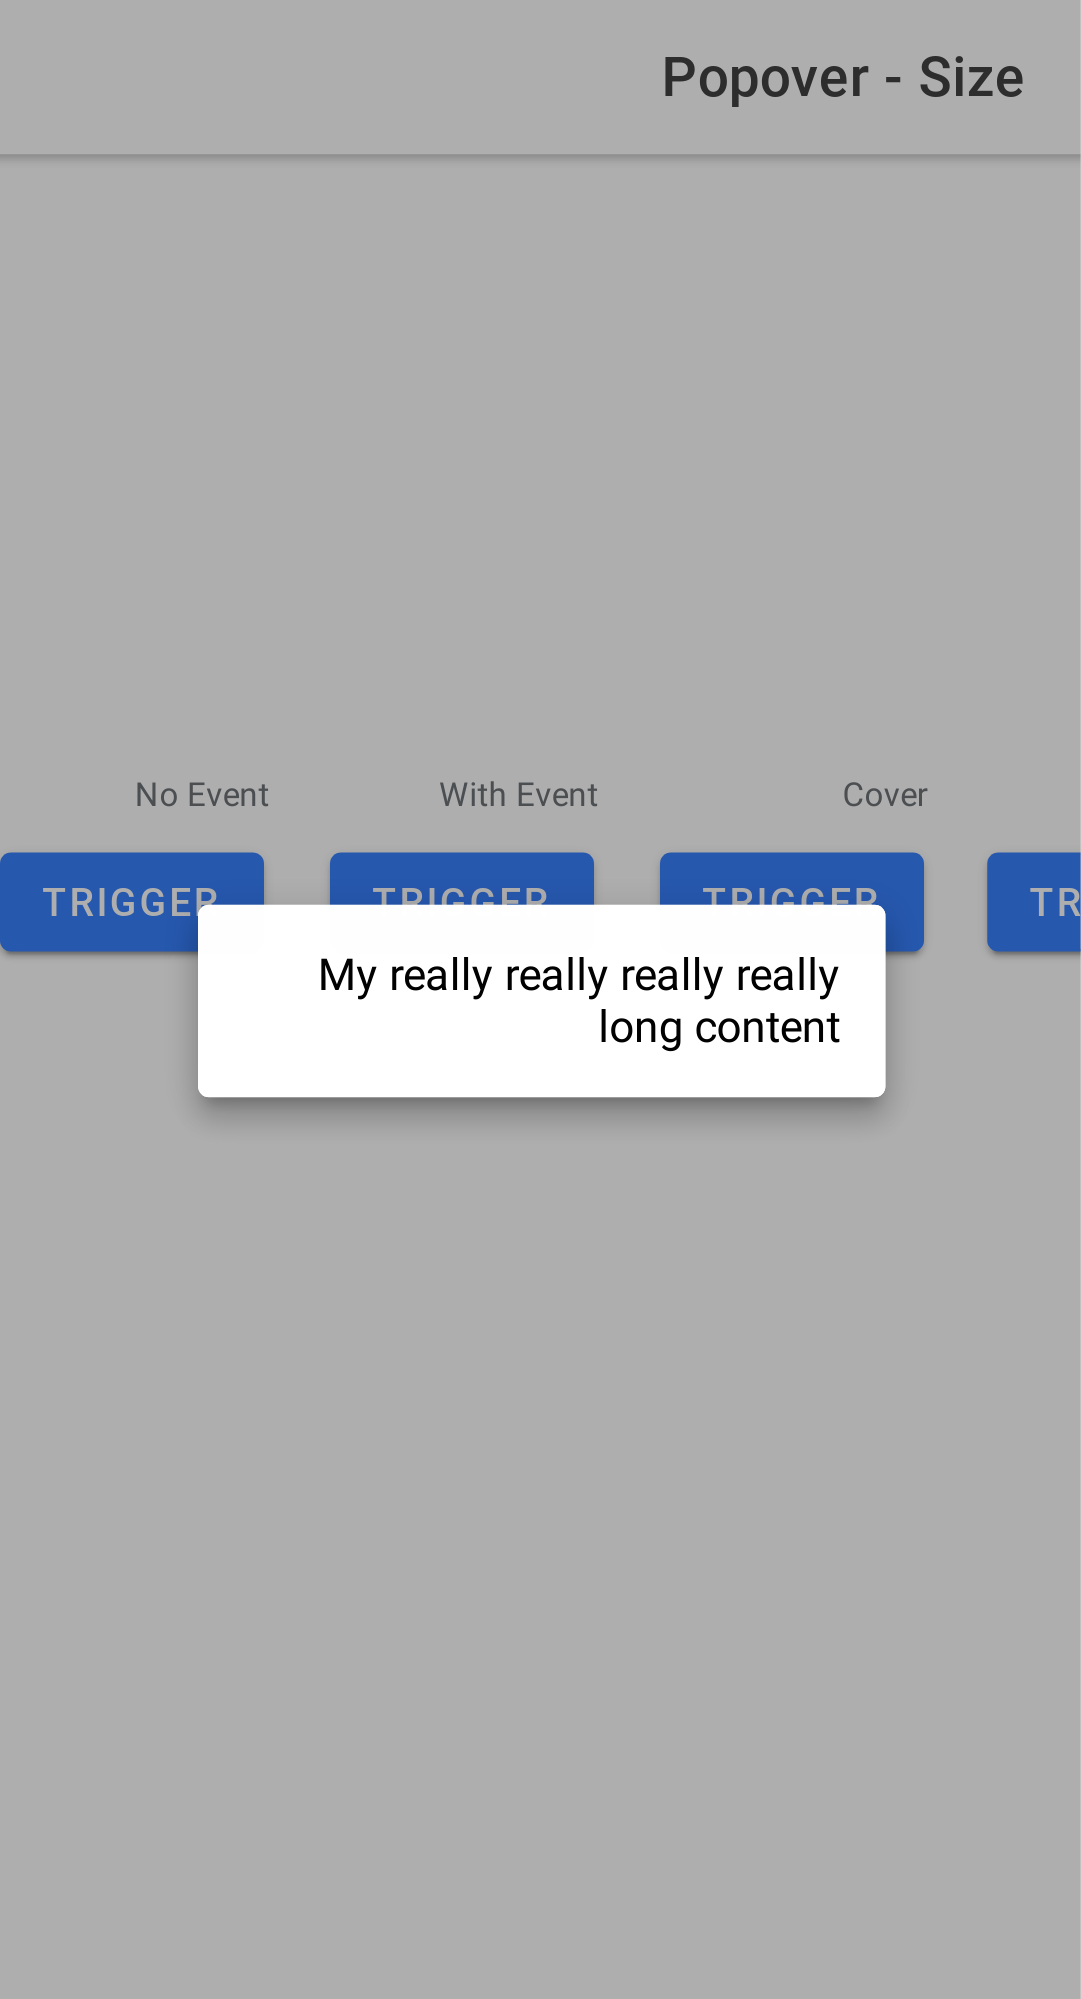 Popover - Size
No Event
With Event
Cover
TRIGGER
TRIGGER
TRIGGER
TR
My really really really really
long content